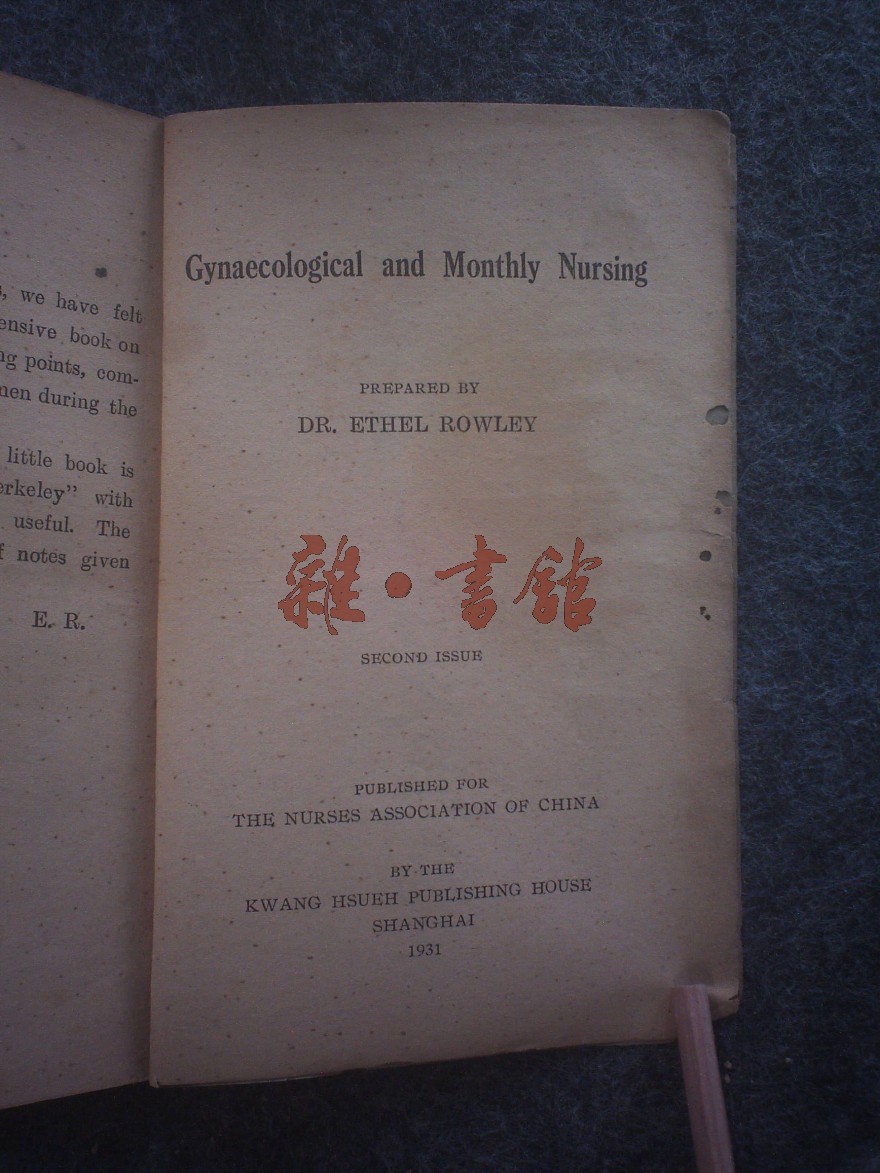 , we have felt
ensive book on
ng points, com-
men during the
little book is
erkeley" with
useful. The
f notes given
E. R.
Gynaecological and Monthly Nursing
PREPARED BY
DR. ETHEL ROWLEY
雜·書館
SECOND ISSUE
PUBLISHED FOR
THE NURSES ASSOCIATION OF CHINA
BY THE
KWANG HSUEH PUBLISHING HOUSE
SHANGHAI
1931